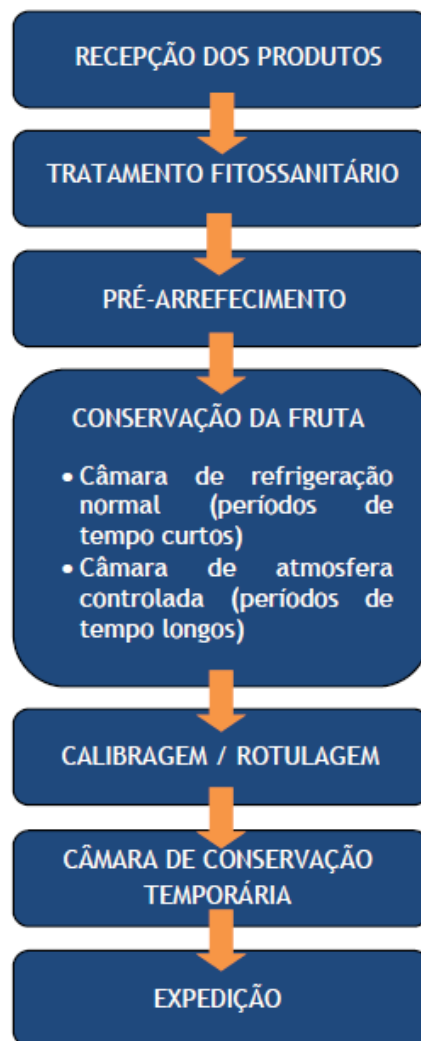 RECEPÇÃO DOS PRODUTOS
TRATAMENTO FITOSSANITÁRIO
PRÉ-ARREFECIMENTO
CONSERVAÇÃO DA FRUTA
• Câmara de refrigeração
normal (períodos de
tempo curtos)
• Câmara de atmosfera
controlada (períodos de
tempo longos)
CALIBRAGEM / ROTULAGEM
CÂMARA DE CONSERVAÇÃO
TEMPORÁRIA
EXPEDIÇÃO